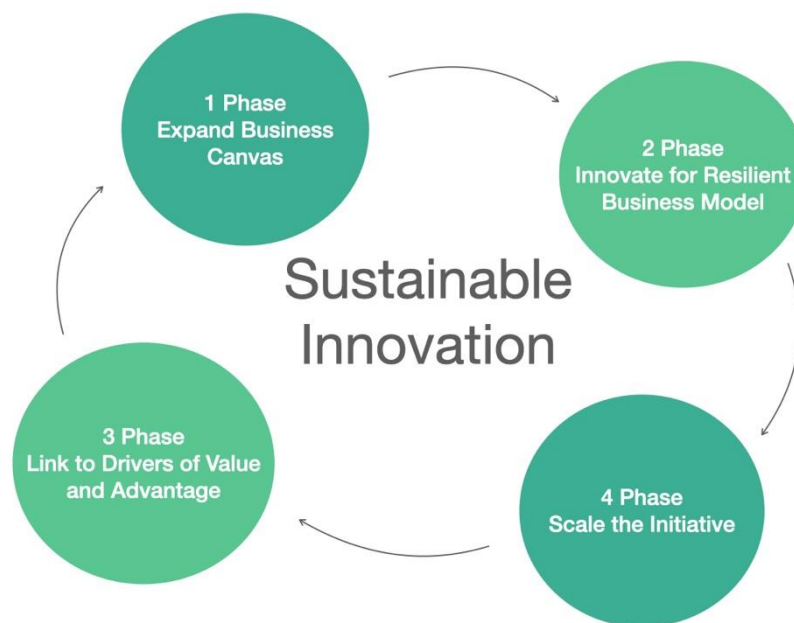 1 Phase
Expand Business
Canvas
2 Phase
Innovate for Resilient
Business Model
Sustainable
Innovation
3 Phase
Link to Drivers of Value
and Advantage
4 Phase
Scale the Initiative